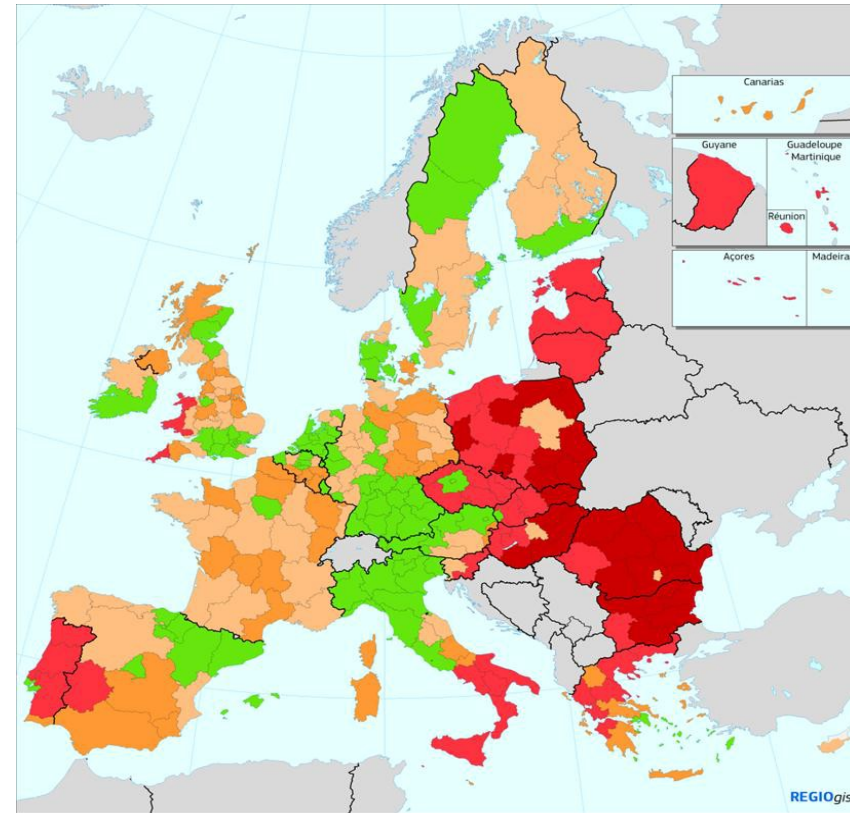 Canarias
Guyane
Guadeloupe
Martinique
Réunion
Açores
Madeira
REGIOgis